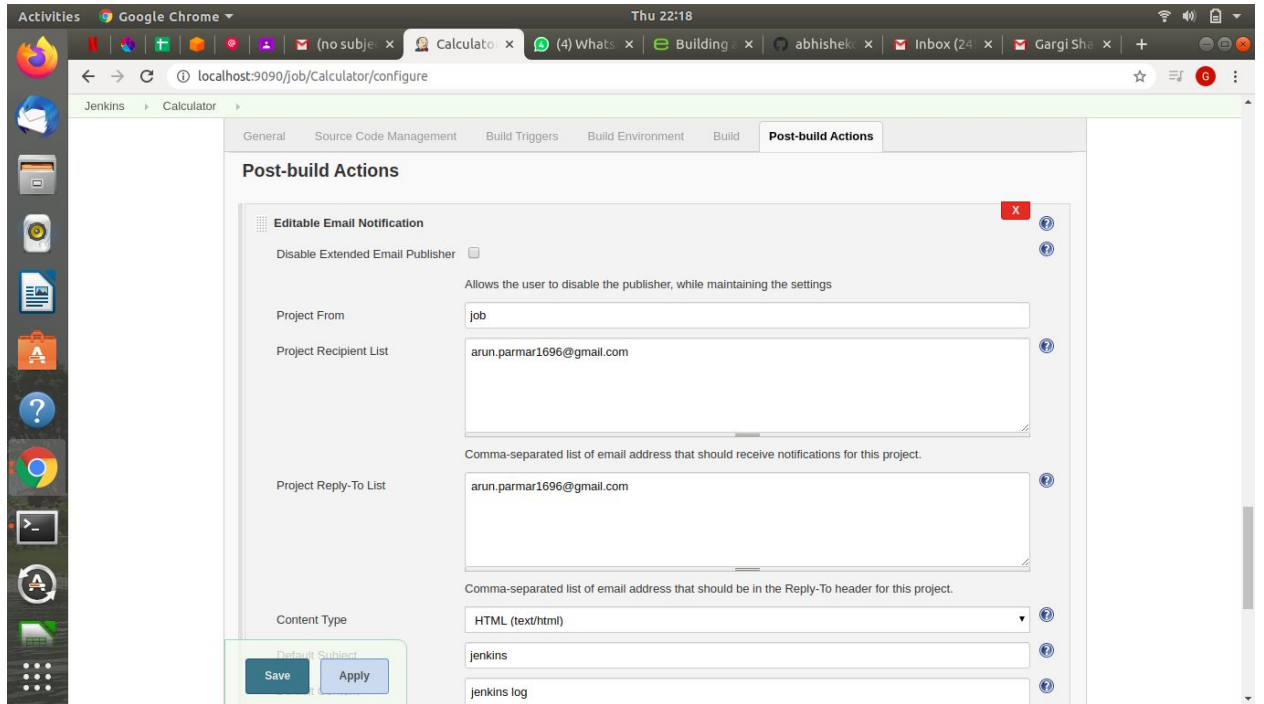 Activities Google Chrome Thu 22:18
(no subje Calculato (4) Whats Building a abhishekc Inbox (24 Gargi Sha
localhost:9090/job/Calculator/configure G
Jenkins Calculator
General Source Code Management Build Triggers Build Environment Build Post-build Actions
Post-build Actions
X
Editable Email Notification
Disable Extended Email Publisher
Allows the user to disable the publisher, while maintaining the settings
Project From job
Project Recipient List arun.parmar1696@gmail.com
Comma-separated list of email address that should receive notifications for this project.
Project Reply-To List arun.parmar1696@gmail.com
Comma-separated list of email address that should be in the Reply-To header for this project.
Content Type HTML (text/html)
Default Subject jenkins
Save Apply
jenkins log